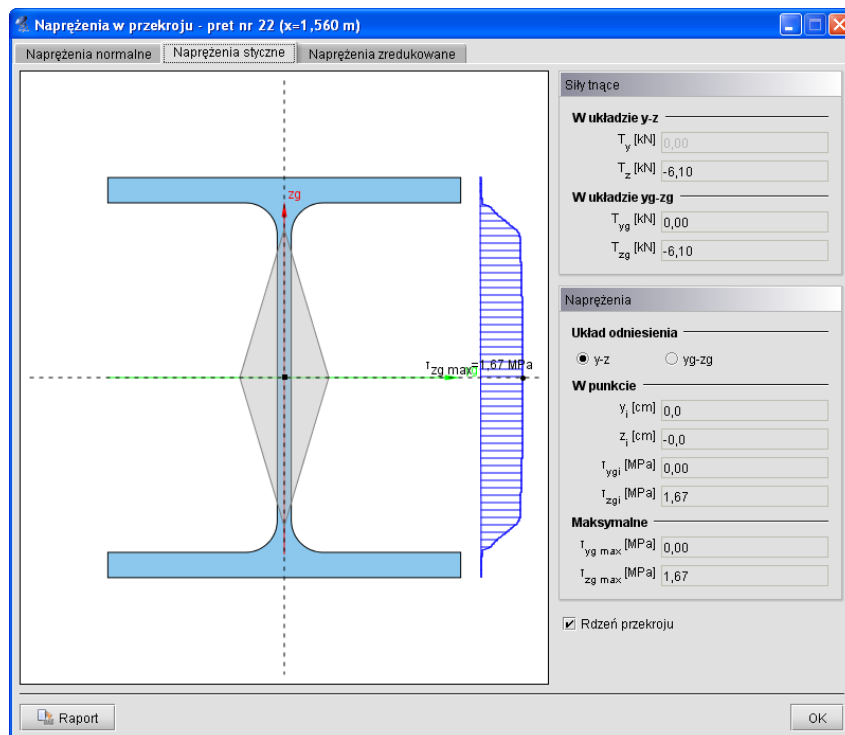 Naprężenia w przekroju - pret nr 22 (x=1,560 m)
Naprężenia normalne
Naprężenia styczne
Naprężenia zredukowane
zg
τzg max=1,67 MPa
Siły tnące
W układzie y-z
Ty [kN] 0,00
Tz [kN] -6,10
W układzie yg-zg
Tyg [kN] 0,00
Tzg [kN] -6,10
Naprężenia
Układ odniesienia
y-z
yg-zg
W punkcie
yi [cm] 0,0
zi [cm] -0,0
τygi [MPa] 0,00
τzgi [MPa] 1,67
Maksymalne
τyg max [MPa] 0,00
τzg max [MPa] 1,67
Rdzeń przekroju
Raport
OK